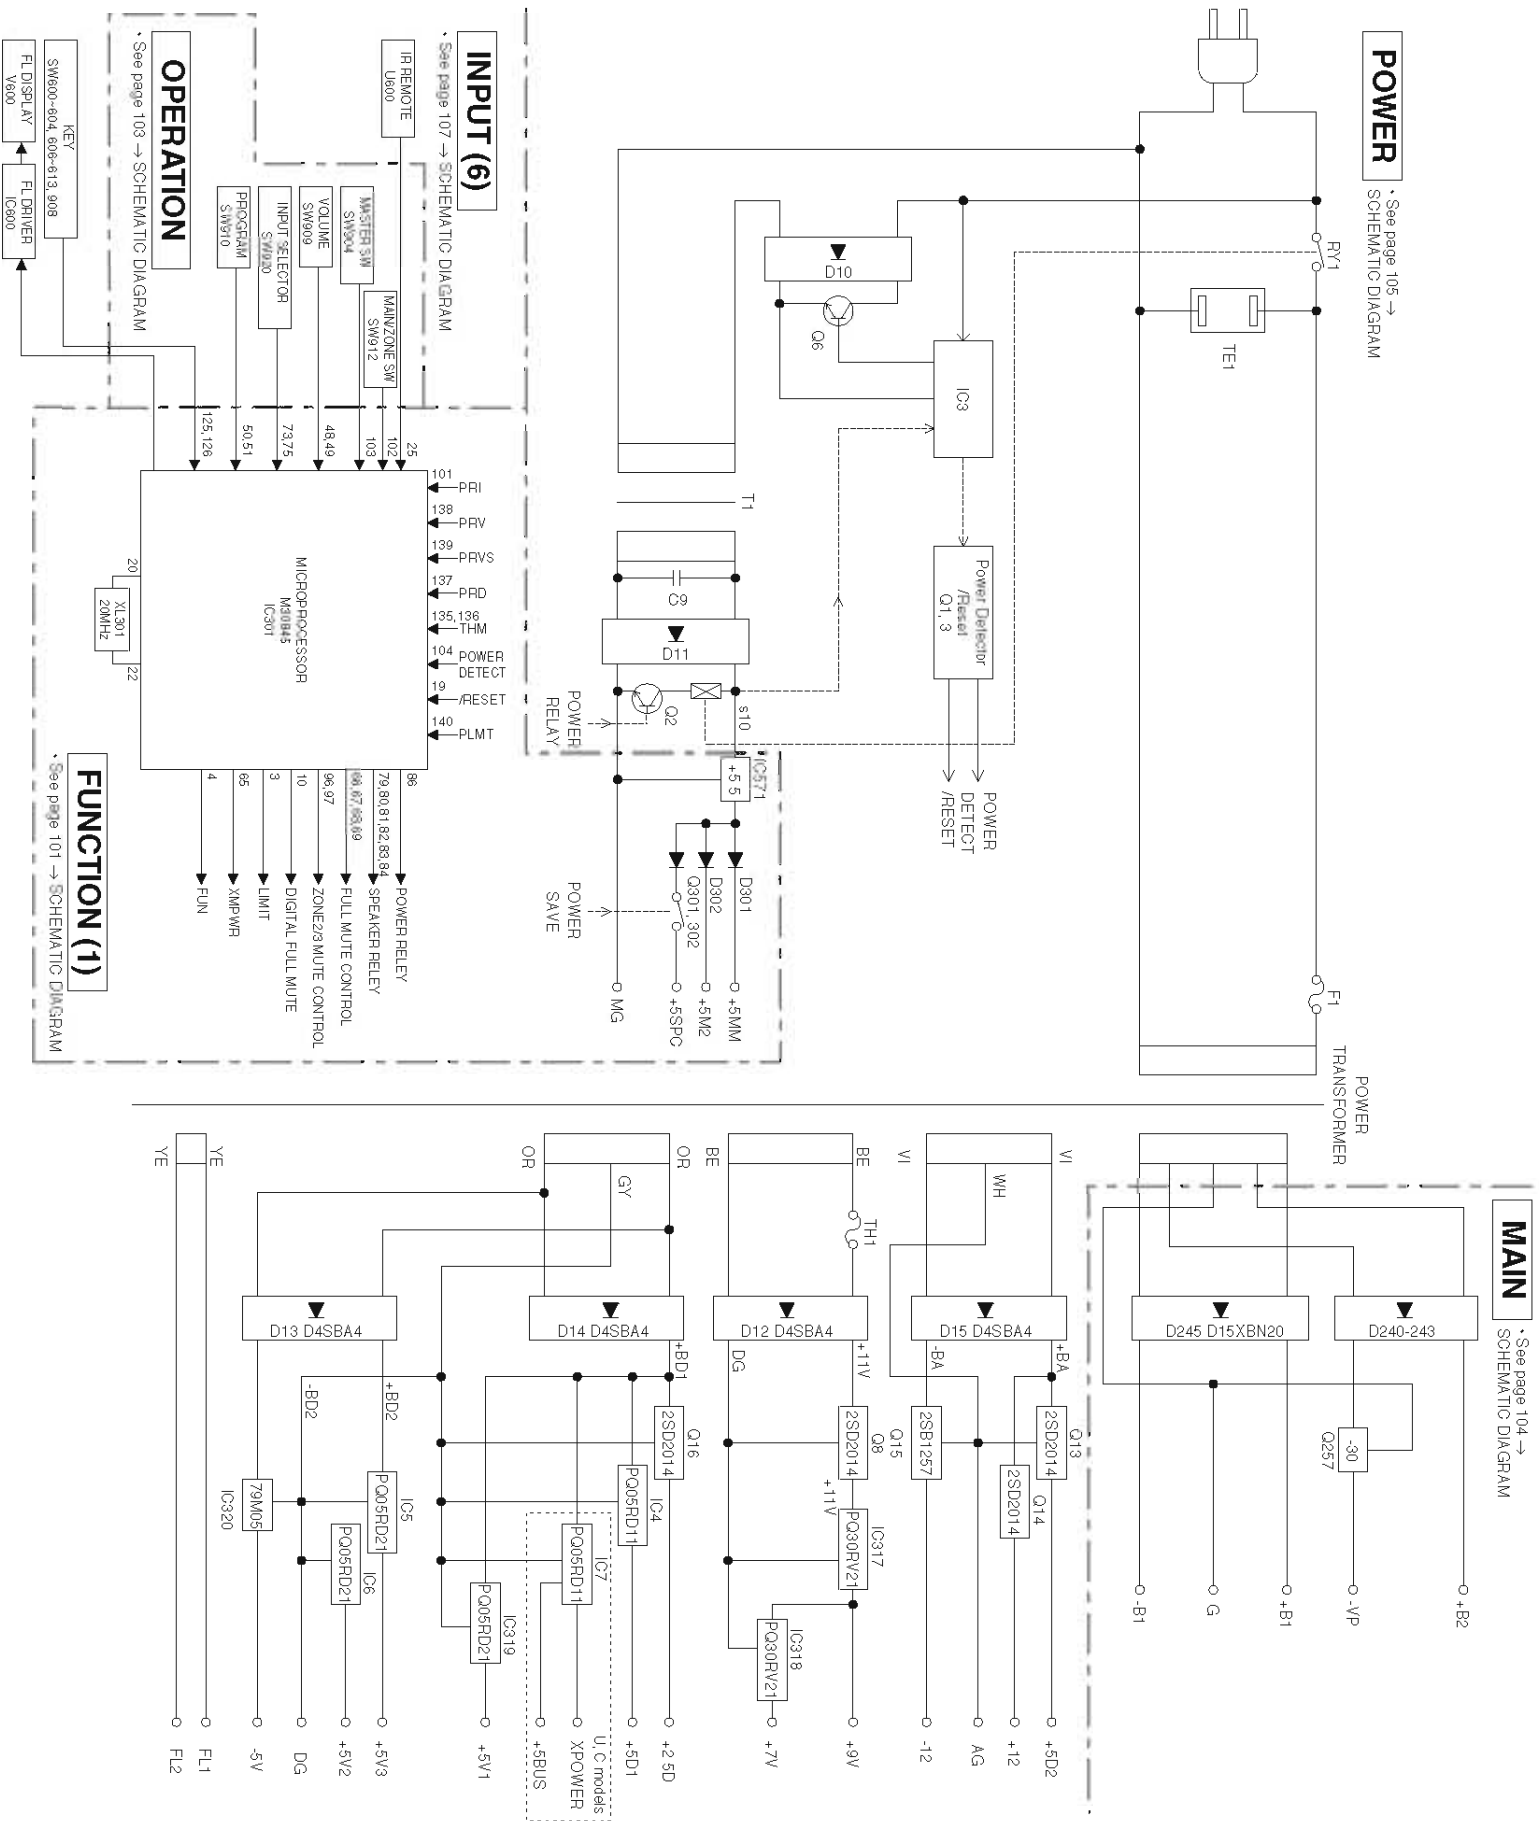 POWER
* See page 105 →
SCHEMATIC DIAGRAM
RY1
TE1
F1
POWER
TRANSFORMER
D10
Q6
IC3
Power Detector
/Reset
Q1, 3
POWER
DETECT
/RESET
T1
C9
D11
Q2
s10
POWER
RELAY
IC571
+5.5
D301
D302
Q301, 302
POWER
SAVE
+5MM
+5M2
+5SPC
MG
INPUT (6)
* See page 107 → SCHEMATIC DIAGRAM
IR REMOTE
U600
OPERATION
* See page 103 → SCHEMATIC DIAGRAM
MAIN/ZONE SW
SW912
MASTER SW
SW904
VOLUME
SW909
INPUT SELECTOR
SW920
PROGRAM
SW910
KEY
SW600~604, 606~613, 908
FL DISPLAY
V600
FL DRIVER
IC600
25
102
103
48,49
73,75
50,51
125,126
101
PRI
138
PRV
139
PRVS
137
PRD
135,136
THM
104
POWER
DETECT
19
/RESET
140
PLMT
MICROPROCESSOR
M30845
IC301
20
XL301
20MHz
22
86
POWER RELEY
79,80,81,82,83,84
SPEAKER RELEY
66,67,68,69
FULL MUTE CONTROL
96,97
ZONE2/3 MUTE CONTROL
10
DIGITAL FULL MUTE
3
LIMIT
65
XMPWR
4
FUN
FUNCTION (1)
* See page 101 → SCHEMATIC DIAGRAM
MAIN
* See page 104 →
SCHEMATIC DIAGRAM
D240-243
D245 D15XBN20
-30
Q257
+B2
-VP
+B1
G
-B1
VI
WH
VI
D15 D4SBA4
+BA
-BA
Q13
2SD2014
Q14
2SD2014
2SB1257
Q15
+5D2
+12
AG
-12
BE
TH1
BE
D12 D4SBA4
+11V
DG
Q8
2SD2014
+11V
IC317
PQ30RV21
IC318
PQ30RV21
+9V
+7V
OR
GY
OR
D14 D4SBA4
+BD1
Q16
2SD2014
IC4
PQ05RD11
IC7
PQ05RD11
IC319
PQ05RD21
+2.5D
+5D1
U, C models
XPOWER
+5BUS
+5V1
D13 D4SBA4
+BD2
-BD2
IC5
PQ05RD21
IC6
PQ05RD21
79M05
IC320
+5V3
+5V2
DG
-5V
YE
YE
FL1
FL2